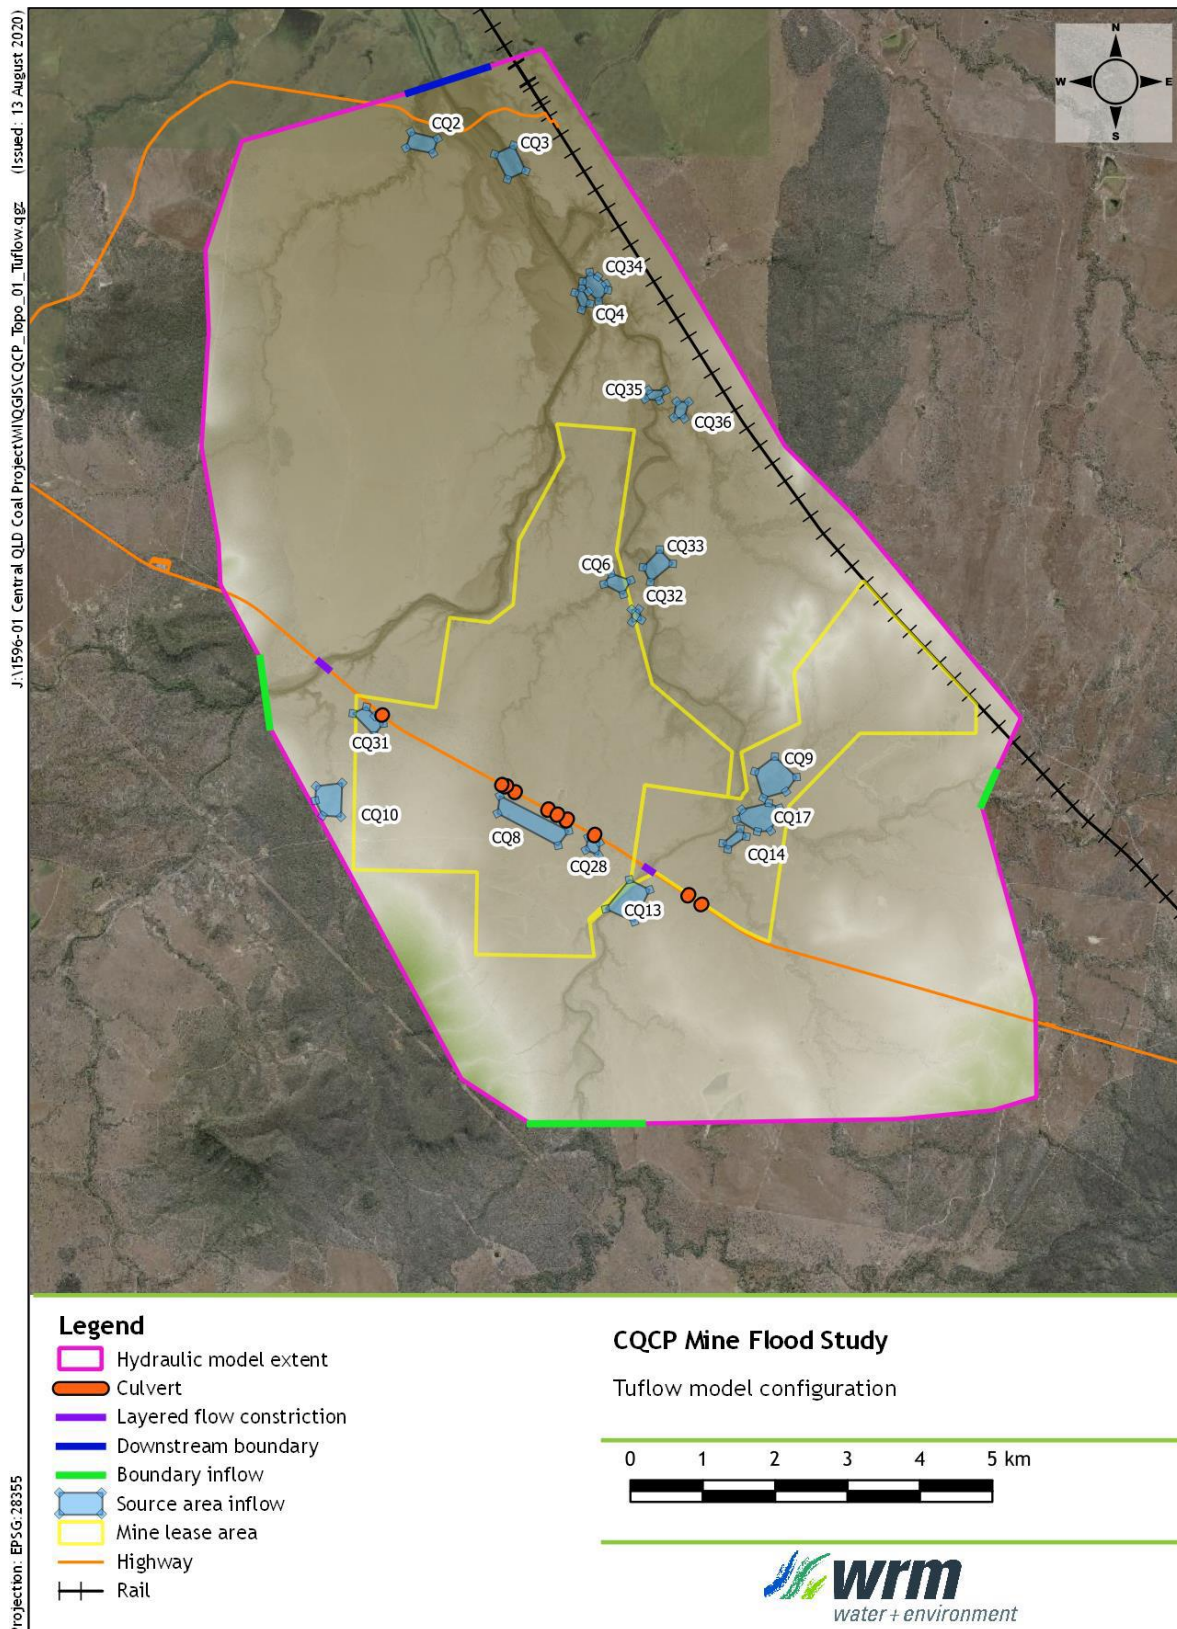 J:\1596-01 Central QLD Coal Project\WI\QGIS\CQCP_Topo_01_Tuflow.qgz (Issued: 13 August 2020)
N
W
E
S
CQ2
CQ3
CQ34
CQ4
CQ35
CQ36
CQ33
CQ6
CQ32
CQ31
CQ9
CQ10
CQ17
CQ8
CQ14
CQ28
CQ13
Projection: EPSG:28355
Legend
Hydraulic model extent
Culvert
Layered flow constriction
Downstream boundary
Boundary inflow
Source area inflow
Mine lease area
Highway
Rail
CQCP Mine Flood Study
Tuflow model configuration
0 1 2 3 4 5 km
wrm
water + environment